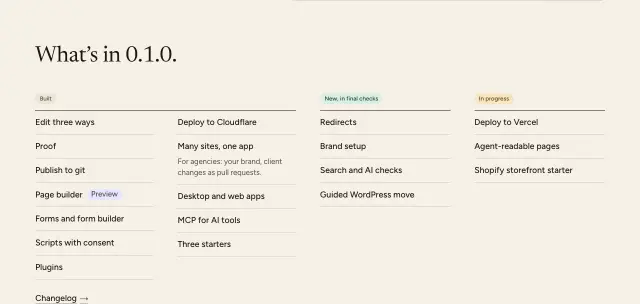 What's in 0.1.0.
Built
Edit three ways
Proof
Publish to git
Page builder Preview
Forms and form builder
Scripts with consent
Plugins
Deploy to Cloudflare
Many sites, one app
For agencies: your brand, client
changes as pull requests.
Desktop and web apps
MCP for AI tools
Three starters
New, in final checks
Redirects
Brand setup
Search and AI checks
Guided WordPress move
In progress
Deploy to Vercel
Agent-readable pages
Shopify storefront starter
Changelog →